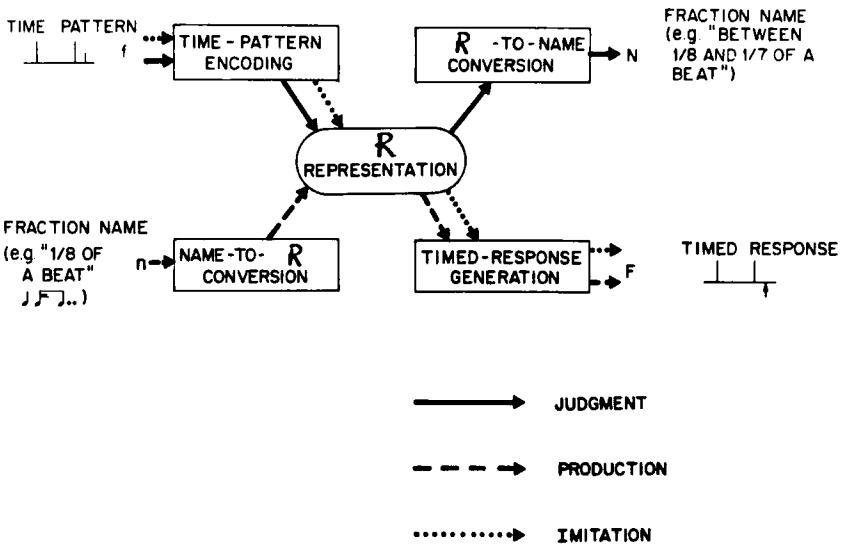 TIME PATTERN
f
TIME-PATTERN
ENCODING
R -TO-NAME
CONVERSION
N
FRACTION NAME
(e.g. "BETWEEN
1/8 AND 1/7 OF A
BEAT")
R
REPRESENTATION
FRACTION NAME
(e.g. "1/8 OF
A BEAT"
..)
n
NAME-TO- R
CONVERSION
TIMED-RESPONSE
GENERATION
F
TIMED RESPONSE
JUDGMENT
PRODUCTION
IMITATION